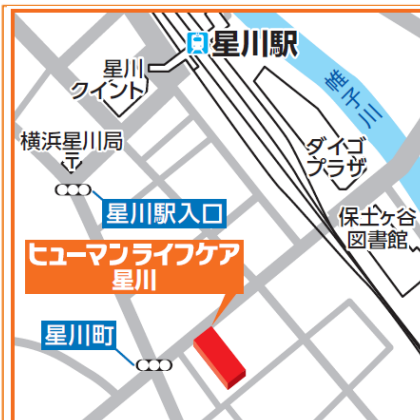 星川駅
星川
クイント
帷子川
横浜星川局
ダイゴ
プラザ
星川駅入口
保土ヶ谷
図書館
ヒューマンライフケア
星川
星川町